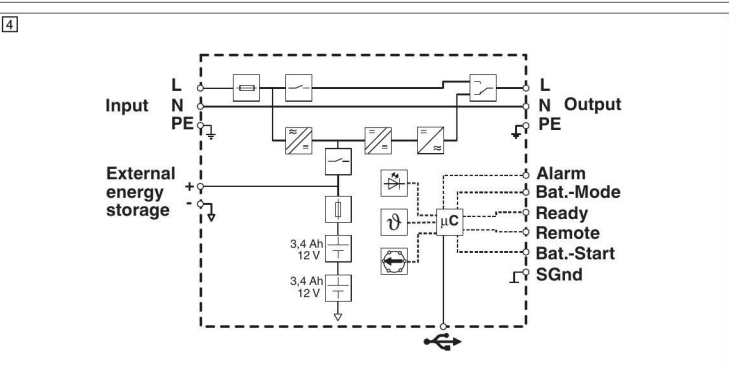 4
L
L
Input
N
N
Output
PE
PE
External
energy
storage
+
-
Alarm
Bat.-Mode
Ready
Remote
Bat.-Start
SGnd
ϑ
µC
3,4 Ah
12 V
3,4 Ah
12 V